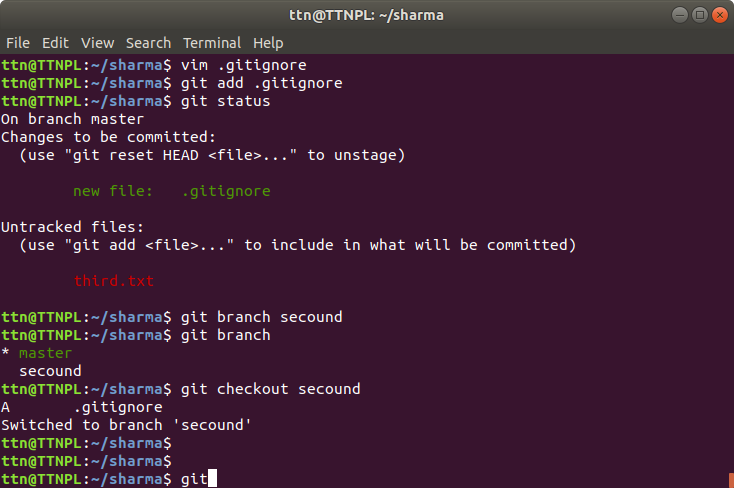 ttn@TTNPL: ~/sharma
File Edit View Search Terminal Help
ttn@TTNPL:~/sharma$ vim .gitignore
ttn@TTNPL:~/sharma$ git add .gitignore
ttn@TTNPL:~/sharma$ git status
On branch master
Changes to be committed:
  (use "git reset HEAD <file>..." to unstage)
        new file:   .gitignore
Untracked files:
  (use "git add <file>..." to include in what will be committed)
        third.txt
ttn@TTNPL:~/sharma$ git branch secound
ttn@TTNPL:~/sharma$ git branch
* master
  secound
ttn@TTNPL:~/sharma$ git checkout secound
A       .gitignore
Switched to branch 'secound'
ttn@TTNPL:~/sharma$
ttn@TTNPL:~/sharma$
ttn@TTNPL:~/sharma$ git